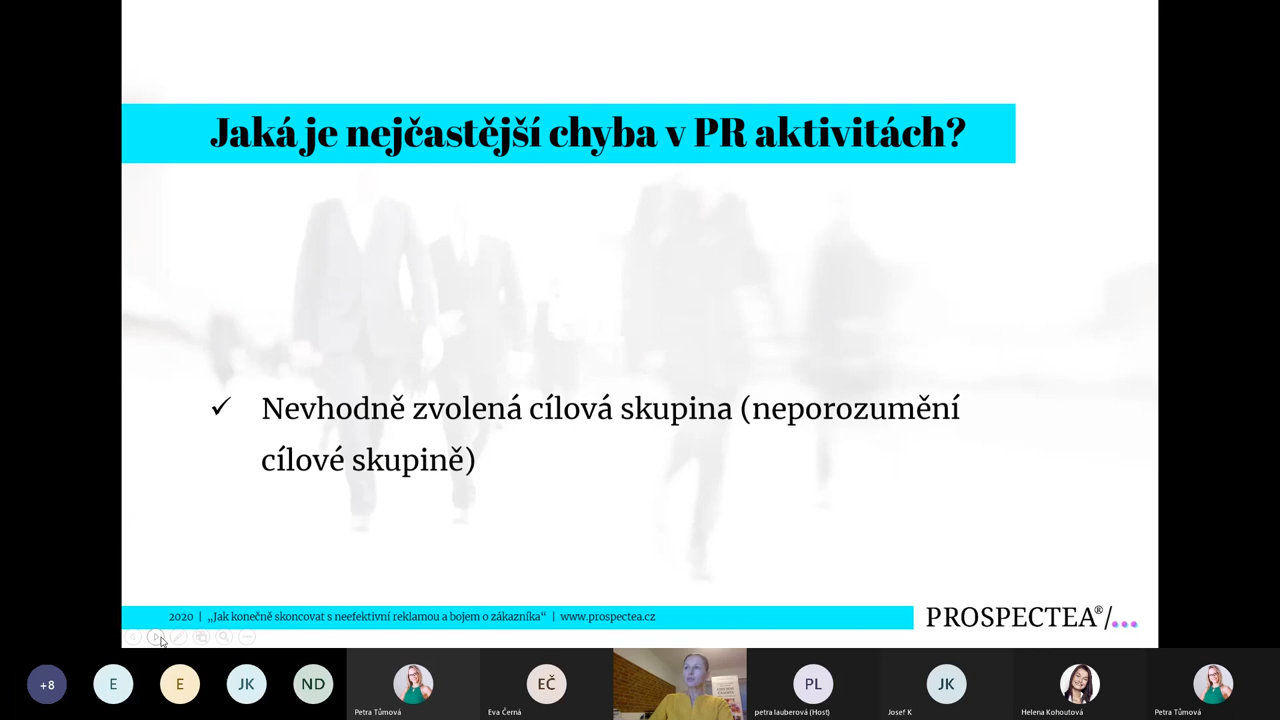 Jaká je nejčastější chyba v PR aktivitách?
✓ Nevhodně zvolená cílová skupina (neporozumění
cílové skupině)
2020 | „Jak konečně skoncovat s neefektivní reklamou a bojem o zákazníka“ | www.prospectea.cz
PROSPECTEA®/...
+8
E
E
JK
ND
Petra Tůmová
EČ
Eva Černá
PL
petra lauberová (Host)
JK
Josef K
Helena Kohoutová
Petra Tůmová